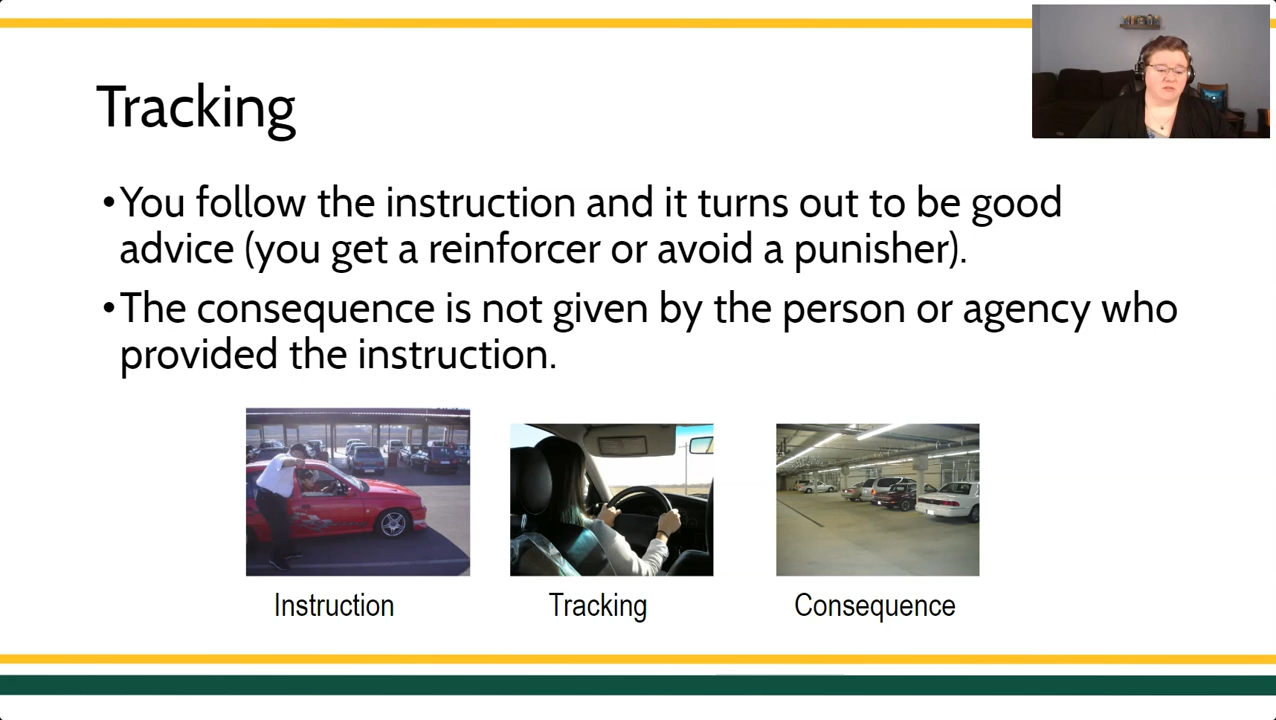 Tracking
•You follow the instruction and it turns out to be good
advice (you get a reinforcer or avoid a punisher).
•The consequence is not given by the person or agency who
provided the instruction.
Instruction
Tracking
Consequence